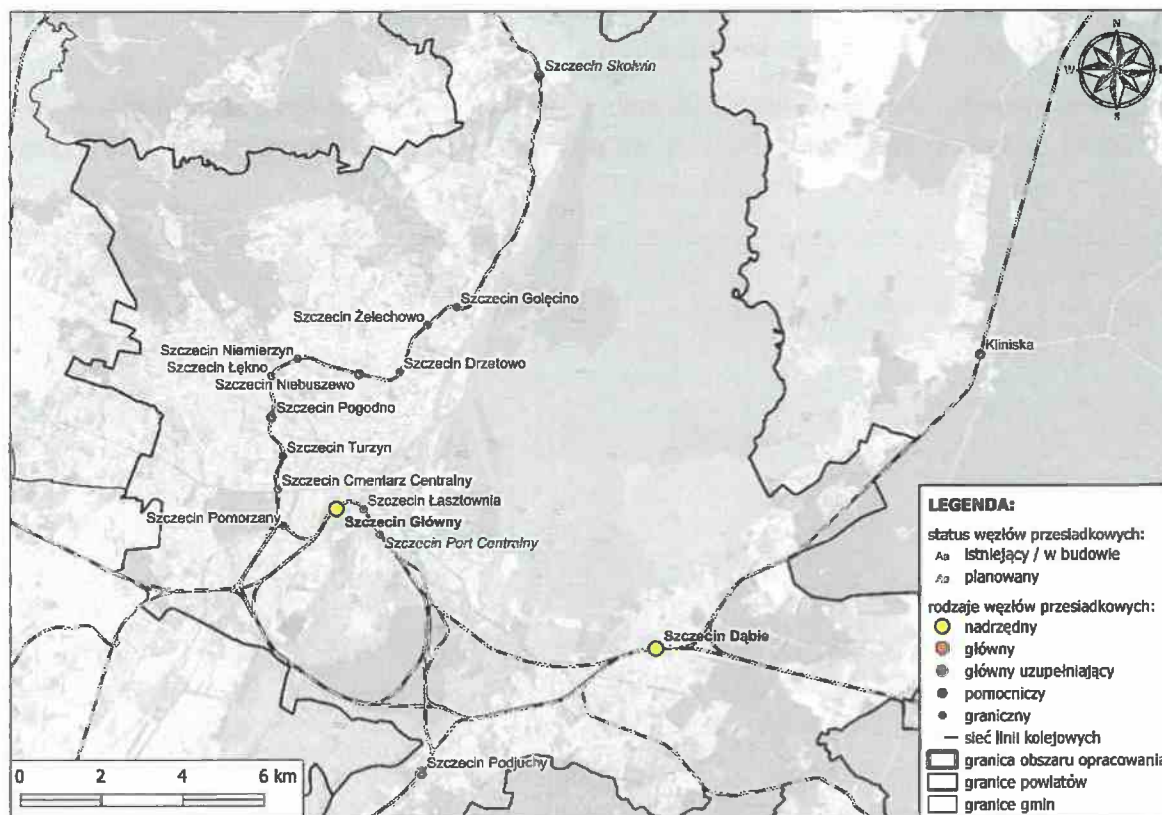 Szczecin Skolwin
N
W
E
S
Szczecin Golęcino
Szczecin Żelechowo
Szczecin Niemierzyn
Szczecin Łękno
Szczecin Drzetowo
Szczecin Niebuszewo
Kliniska
Szczecin Pogodno
Szczecin Turzyn
Szczecin Cmentarz Centralny
Szczecin Łasztownia
Szczecin Pomorzany
Szczecin Główny
Szczecin Port Centralny
Szczecin Dąbie
Szczecin Podjuchy
0 2 4 6 km
LEGENDA:
status węzłów przesiadkowych:
Aa istniejący / w budowie
Aa planowany
rodzaje węzłów przesiadkowych:
nadrzędny
główny
główny uzupełniający
pomocniczy
graniczny
sieć linii kolejowych
granica obszaru opracowania
granice powiatów
granice gmin